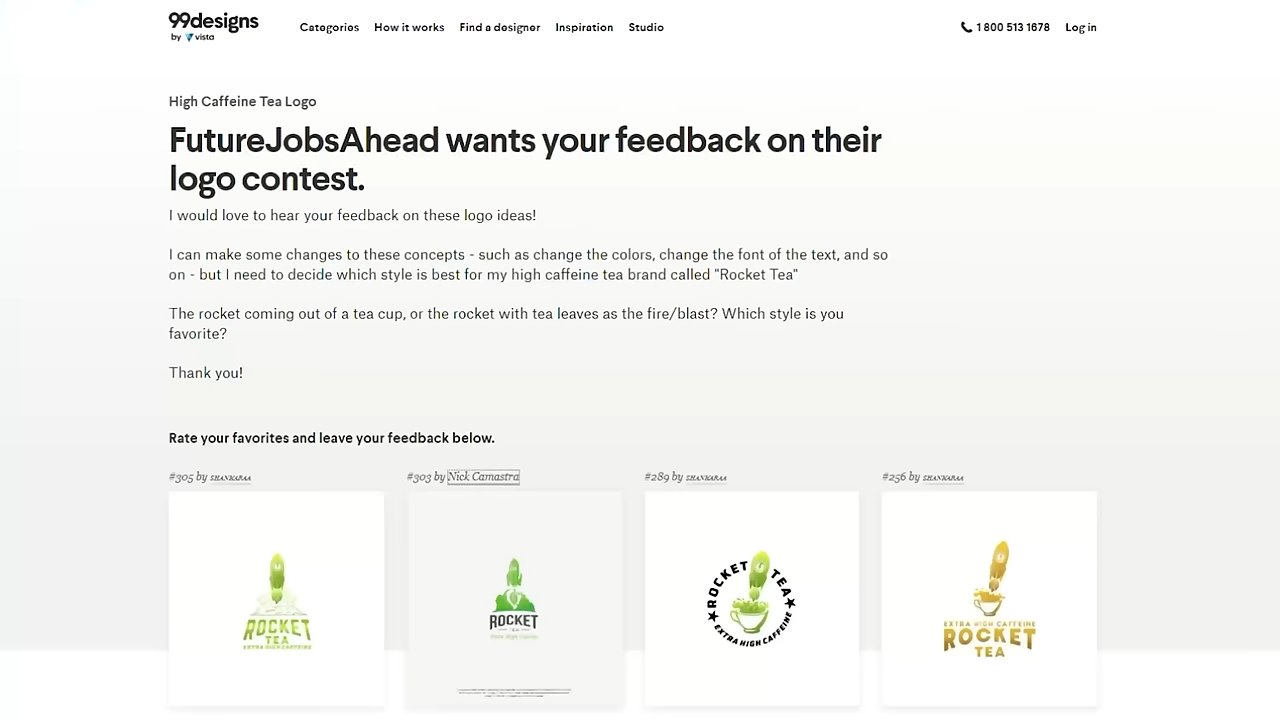 99designs
by vista
Categories How it works Find a designer Inspiration Studio
1 800 513 1678 Log in
High Caffeine Tea Logo
FutureJobsAhead wants your feedback on their
logo contest.
I would love to hear your feedback on these logo ideas!
I can make some changes to these concepts - such as change the colors, change the font of the text, and so
on - but I need to decide which style is best for my high caffeine tea brand called "Rocket Tea"
The rocket coming out of a tea cup, or the rocket with tea leaves as the fire/blast? Which style is you
favorite?
Thank you!
Rate your favorites and leave your feedback below.
#305 by SHANKARAA
#303 by Nick Camastra
#289 by SHANKARAA
#256 by SHANKARAA
ROCKET
TEA
EXTRA HIGH CAFFEINE
ROCKET
TEA
ROCKET TEA
EXTRA HIGH CAFFEINE
EXTRA HIGH CAFFEINE
ROCKET
TEA